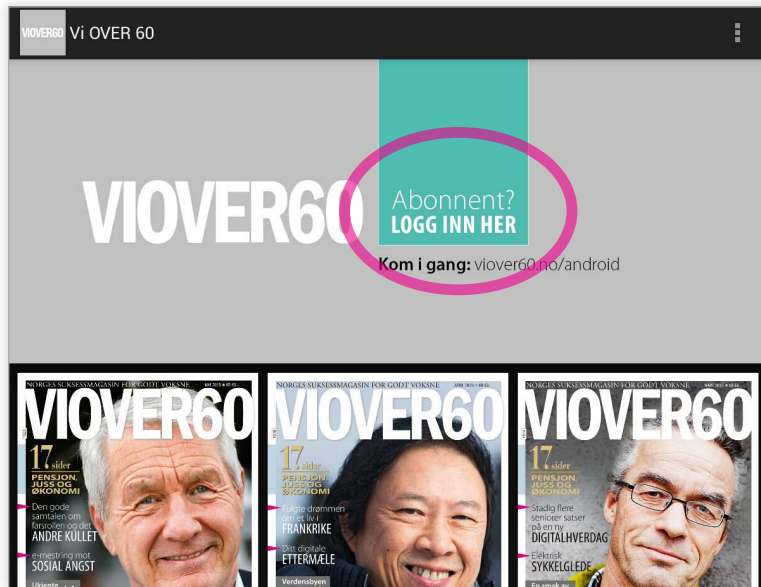 VIOVER60 Vi OVER 60
VIOVER60
Abonnent?
LOGG INN HER
Kom i gang: viover60.no/android
NORGES SUKSESSMAGASIN FOR GODT VOKSNE
VIOVER60
17 sider
PENSJON,
JUSS OG
ØKONOMI
Den gode
samtalen om
farsrollen og det
ANDRE KULLET
e-mestring mot
SOSIAL ANGST
Ukjente
NORGES SUKSESSMAGASIN FOR GODT VOKSNE
VIOVER60
17 sider
PENSJON,
JUSS OG
ØKONOMI
Fulgte drømmen
om et liv i
FRANKRIKE
Ditt digitale
ETTERMÆLE
Verdensbyen
NORGES SUKSESSMAGASIN FOR GODT VOKSNE
VIOVER60
17 sider
PENSJON,
JUSS OG
ØKONOMI
Stadig flere
seniorer satser
på en ny
DIGITALHVERDAG
Elektrisk
SYKKELGLEDE
En smak av